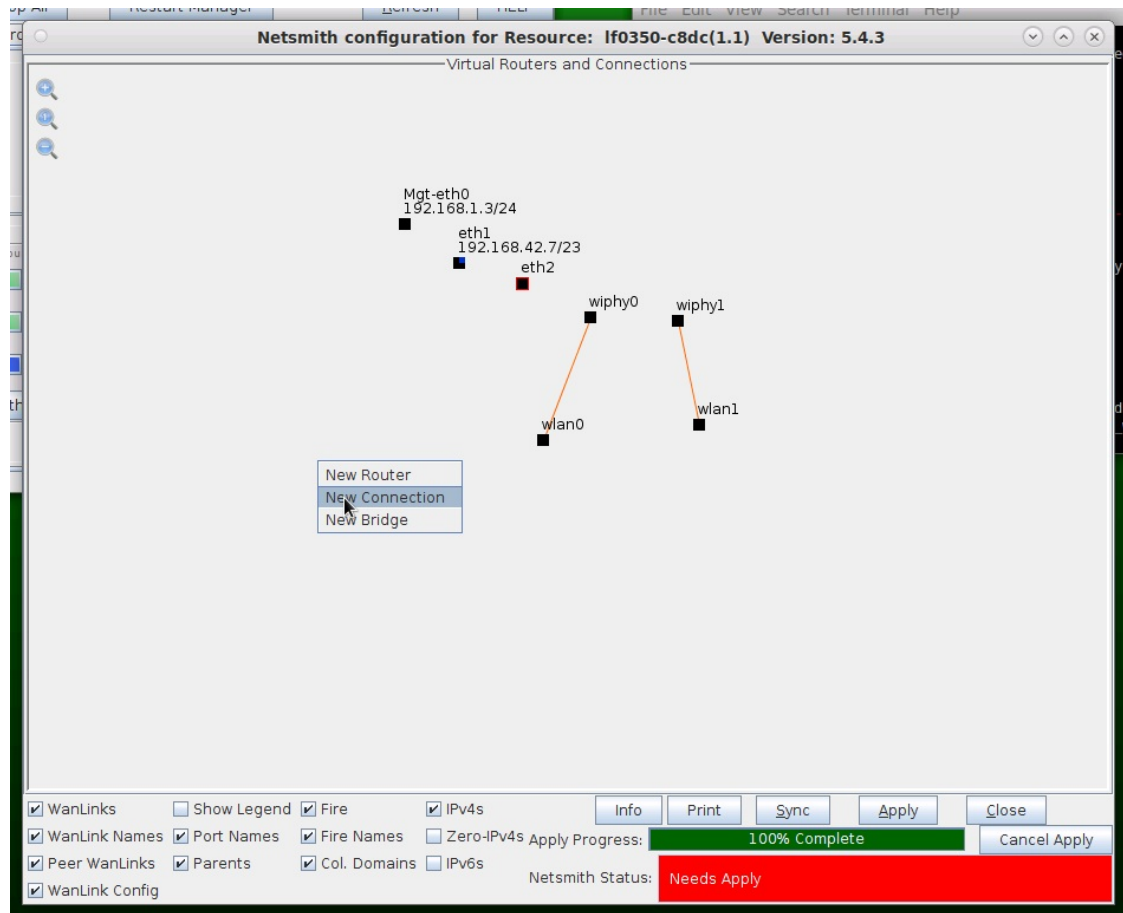 Restart Manager
Refresh
HELP
File Edit View Search Terminal Help
Netsmith configuration for Resource: lf0350-c8dc(1.1) Version: 5.4.3
Virtual Routers and Connections
Mgt-eth0
192.168.1.3/24
eth1
192.168.42.7/23
eth2
wiphy0
wiphy1
wlan1
wlan0
New Router
New Connection
New Bridge
WanLinks Show Legend Fire IPv4s Info Print Sync Apply Close
WanLink Names Port Names Fire Names Zero-IPv4s Apply Progress: 100% Complete Cancel Apply
Peer WanLinks Parents Col. Domains IPv6s
Netsmith Status: Needs Apply
WanLink Config